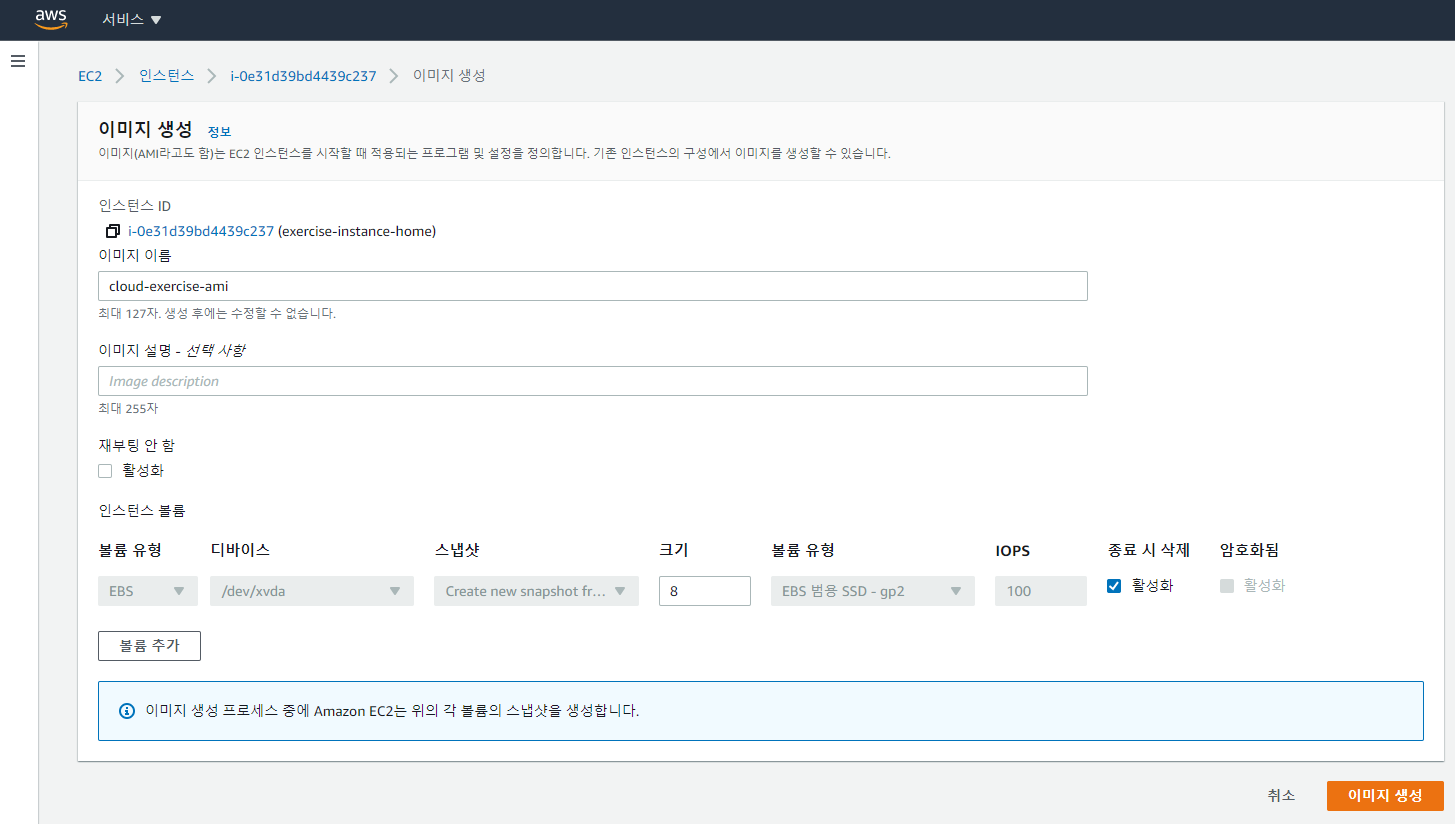 aws 서비스 ▼
EC2 > 인스턴스 > i-0e31d39bd4439c237 > 이미지 생성
이미지 생성 정보
이미지(AMI라고도 함)는 EC2 인스턴스를 시작할 때 적용되는 프로그램 및 설정을 정의합니다. 기존 인스턴스의 구성에서 이미지를 생성할 수 있습니다.
인스턴스 ID
i-0e31d39bd4439c237 (exercise-instance-home)
이미지 이름
cloud-exercise-ami
최대 127자. 생성 후에는 수정할 수 없습니다.
이미지 설명 - 선택 사항
Image description
최대 255자
재부팅 안 함
활성화
인스턴스 볼륨
볼륨 유형 디바이스 스냅샷 크기 볼륨 유형 IOPS 종료 시 삭제 암호화됨
EBS /dev/xvda Create new snapshot fr... 8 EBS 범용 SSD - gp2 100 활성화 활성화
볼륨 추가
이미지 생성 프로세스 중에 Amazon EC2는 위의 각 볼륨의 스냅샷을 생성합니다.
취소 이미지 생성